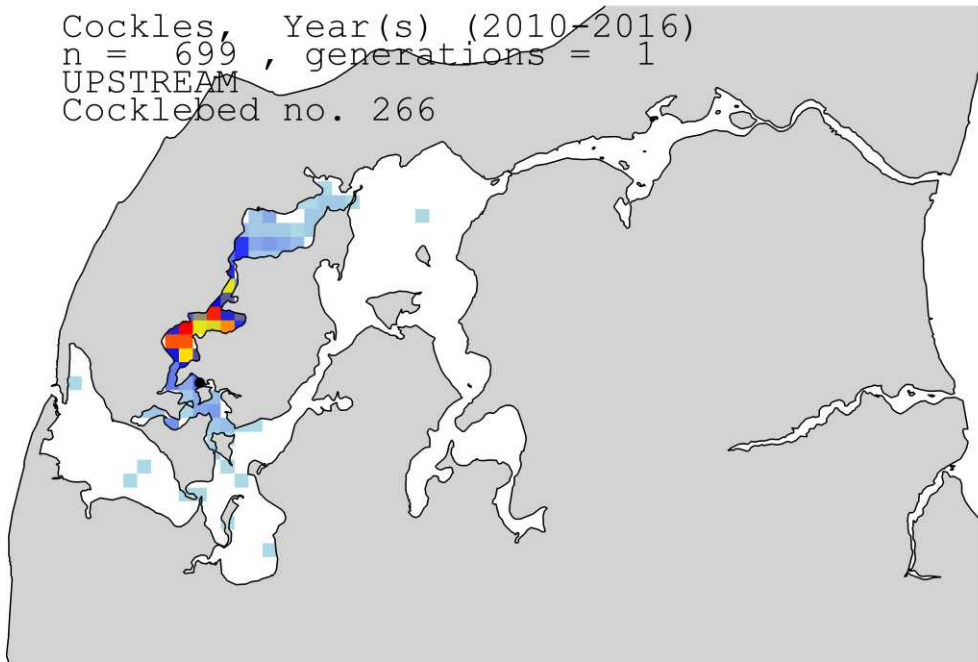 Cockles, Year(s) (2010-2016)
n = 699 , generations = 1
UPSTREAM
Cocklebed no. 266